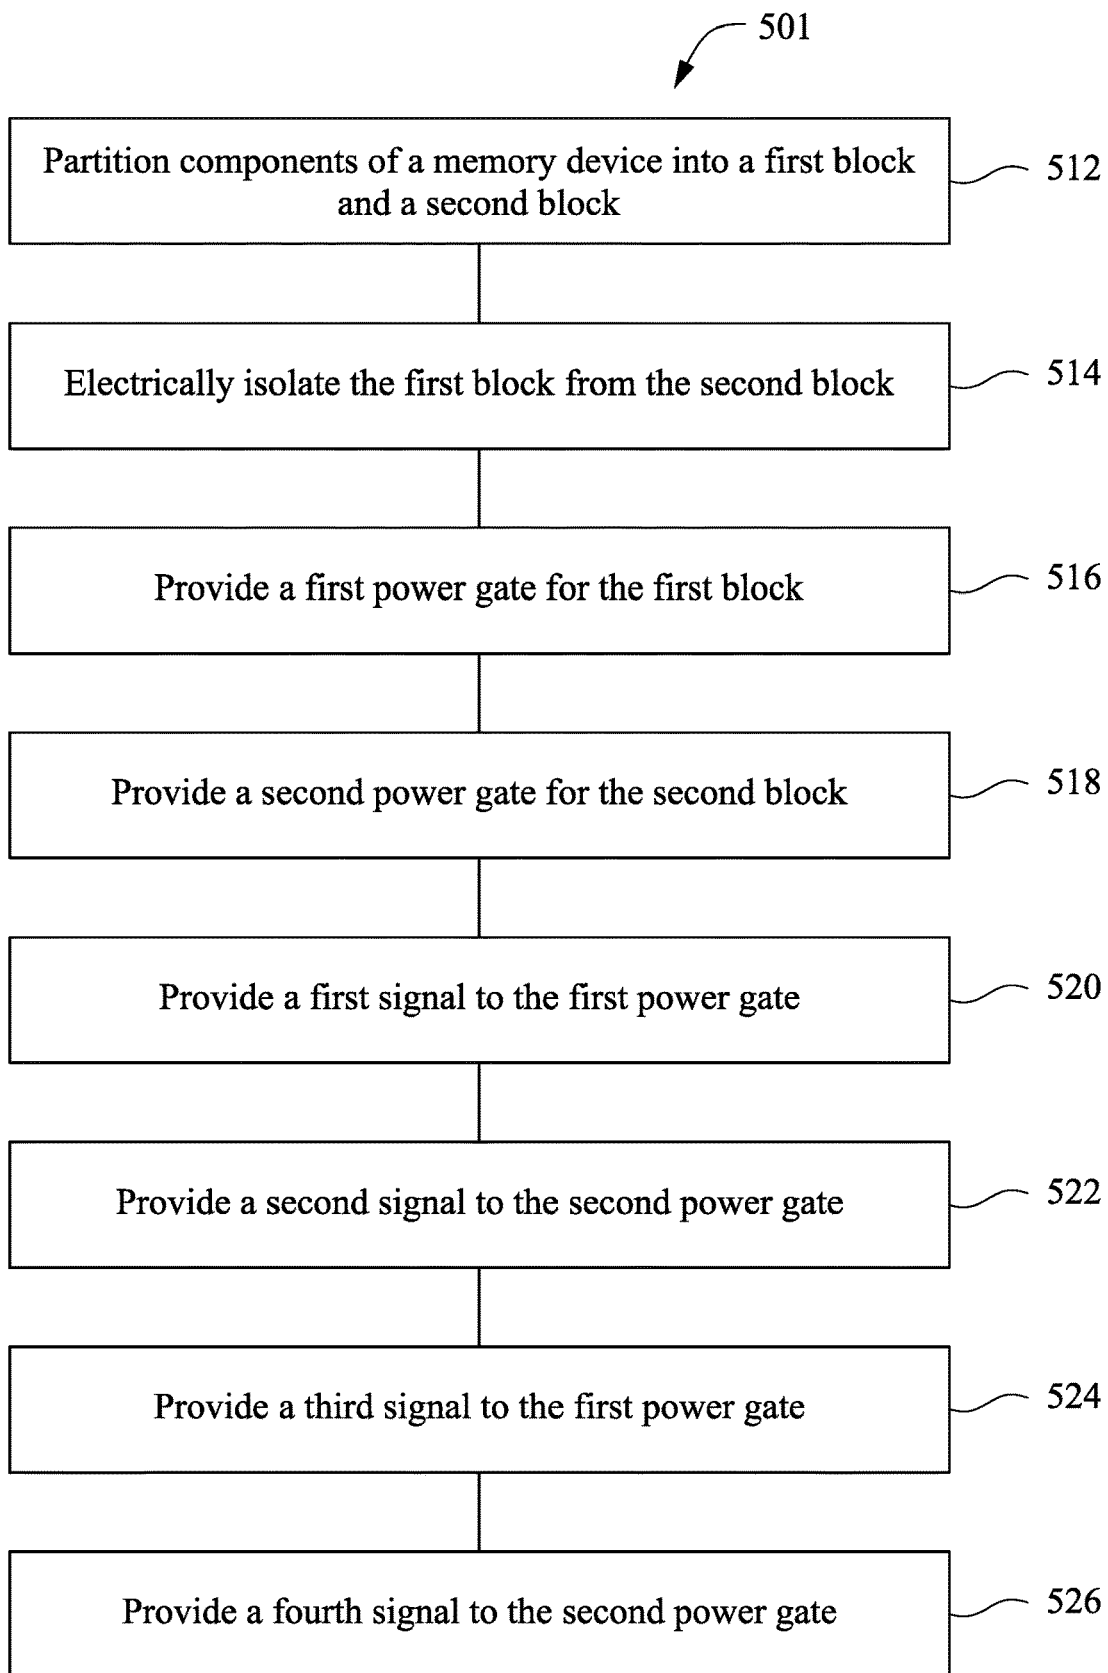 501
Partition components of a memory device into a first block
and a second block
512
Electrically isolate the first block from the second block
514
Provide a first power gate for the first block
516
Provide a second power gate for the second block
518
Provide a first signal to the first power gate
520
Provide a second signal to the second power gate
522
Provide a third signal to the first power gate
524
Provide a fourth signal to the second power gate
526